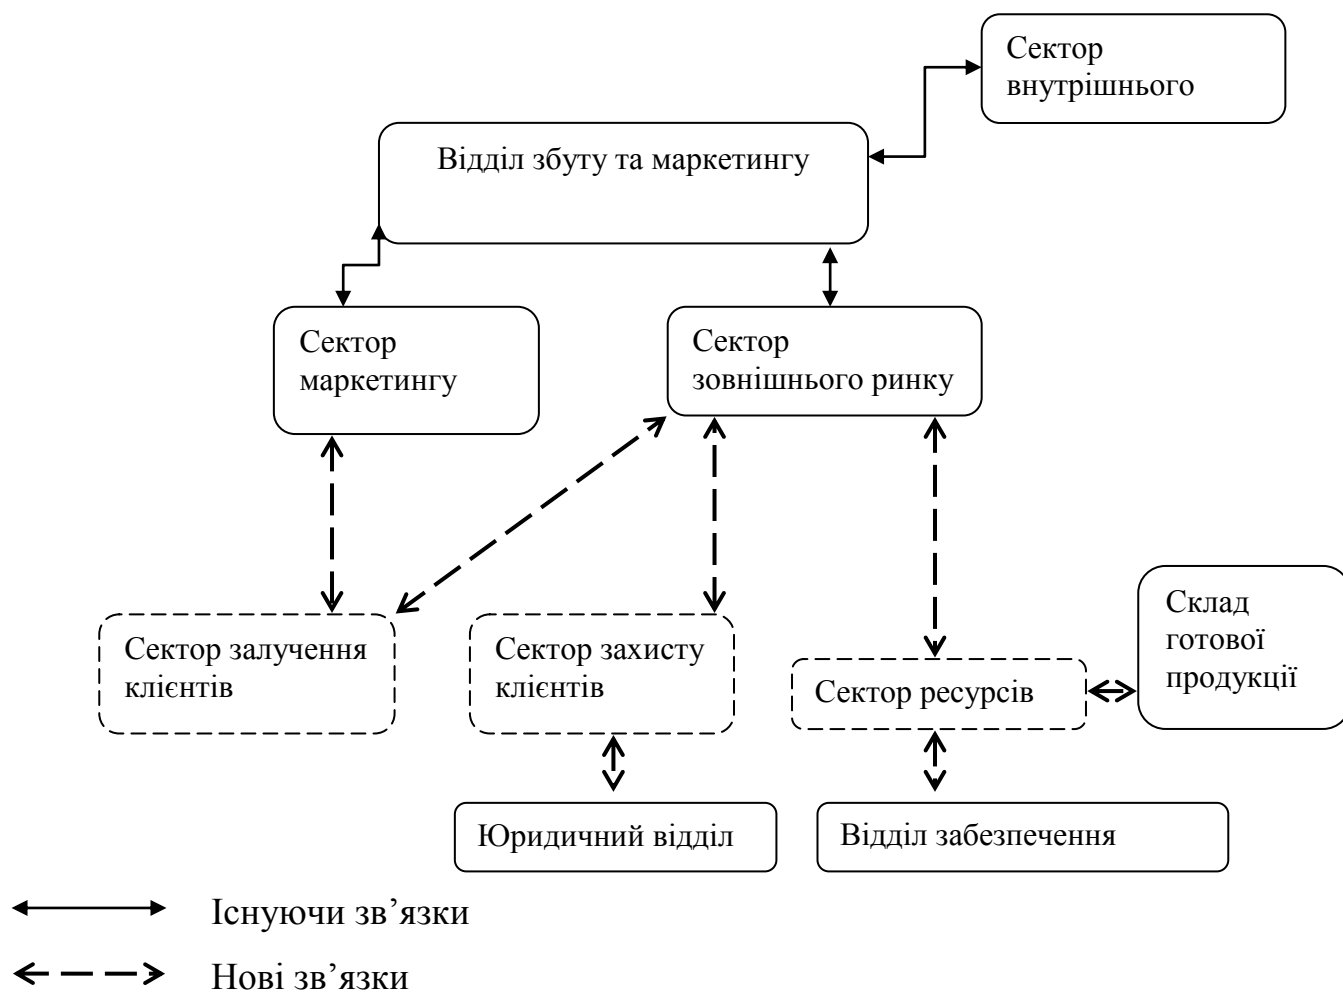 Сектор
внутрішнього
Відділ збуту та маркетингу
Сектор
маркетингу
Сектор
зовнішнього ринку
Сектор залучення
клієнтів
Сектор захисту
клієнтів
Сектор ресурсів
Склад
готової
продукції
Юридичний відділ
Відділ забезпечення
Існуючи зв’язки
Нові зв’язки